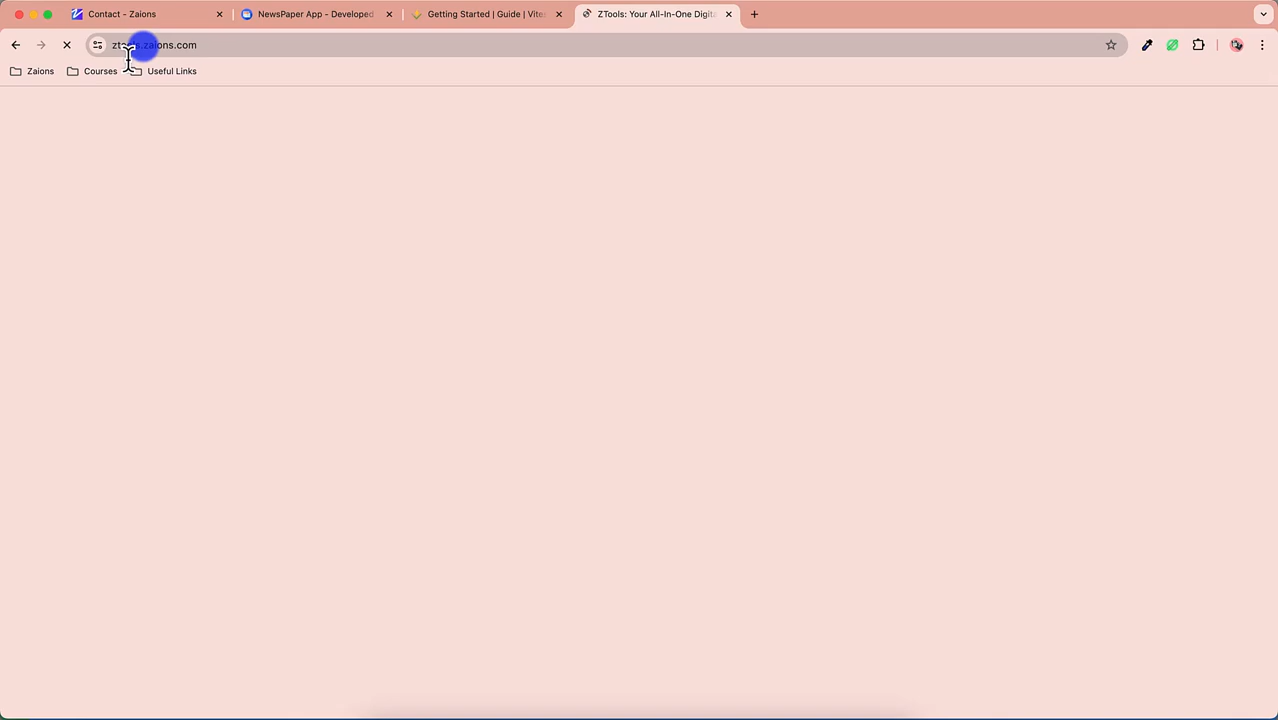 Contact - Zaions
NewsPaper App - Developed
Getting Started | Guide | Vite
ZTools: Your All-In-One Digita
zaions.com
Zaions
Courses
Useful Links